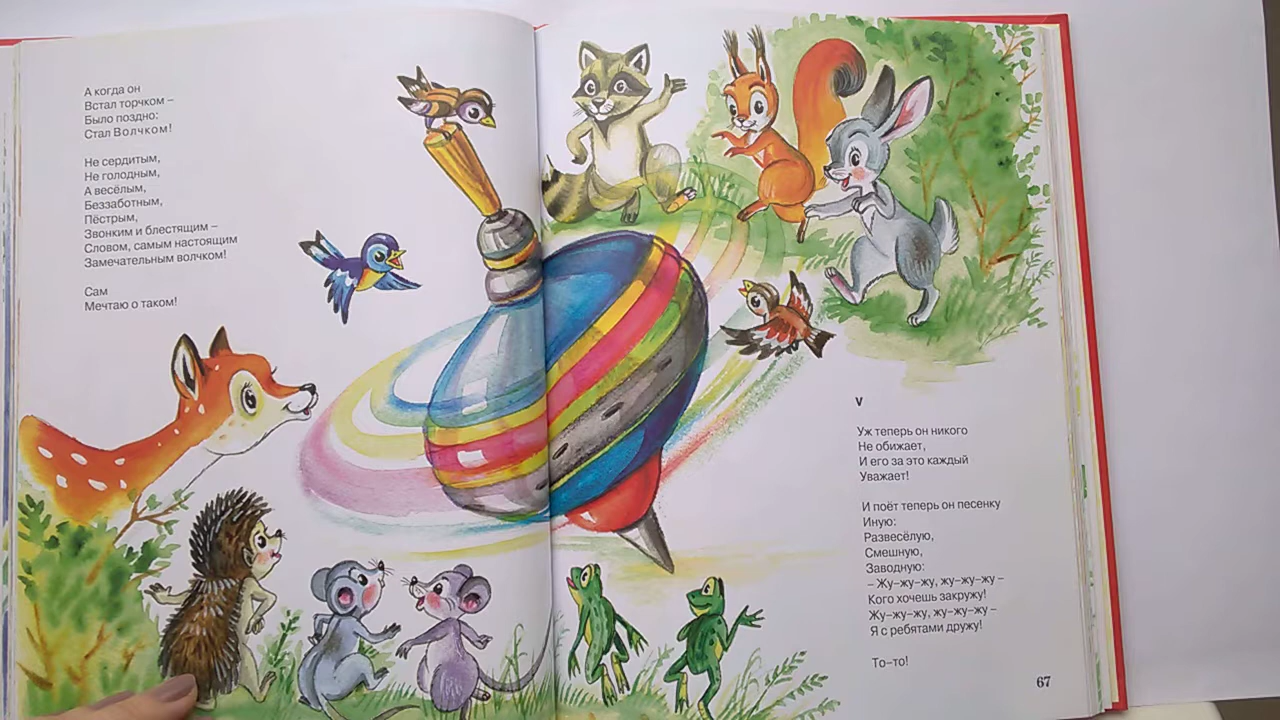 А когда он
Встал торчком –
Было поздно:
Стал Волчком!
Не сердитым,
Не голодным,
А весёлым,
Беззаботным,
Пёстрым,
Звонким и блестящим –
Словом, самым настоящим
Замечательным волчком!
Сам
Мечтаю о таком!
V
Уж теперь он никого
Не обижает,
И его за это каждый
Уважает!
И поёт теперь он песенку
Иную:
Развесёлую,
Смешную,
Заводную:
– Жу–жу–жу, жу–жу–жу –
Кого хочешь закружу!
Жу–жу–жу, жу–жу–жу –
Я с ребятами дружу!
То–то!
67